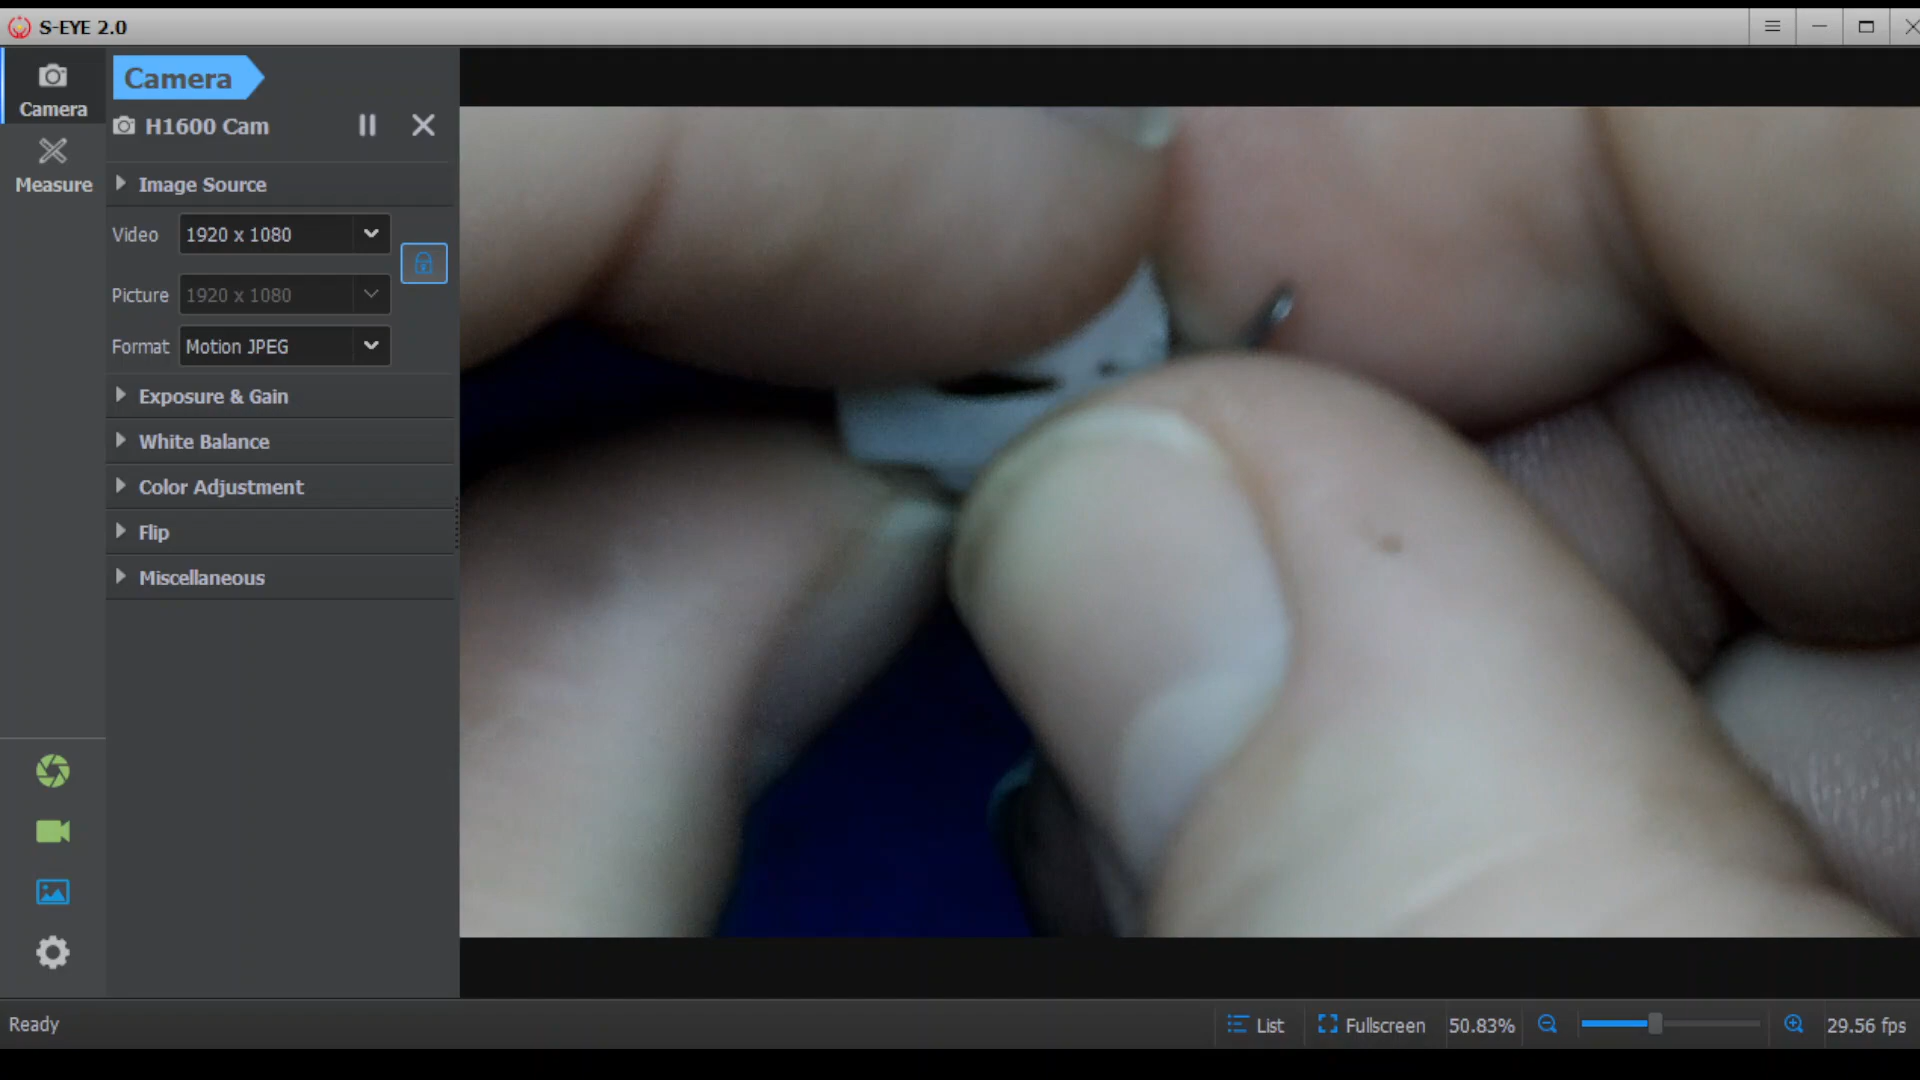 S-EYE 2.0
Camera
Measure
Camera
H1600 Cam
Image Source
Video 1920 x 1080
Picture 1920 x 1080
Format Motion JPEG
Exposure & Gain
White Balance
Color Adjustment
Flip
Miscellaneous
Ready List Fullscreen 50.83% 29.56 fps